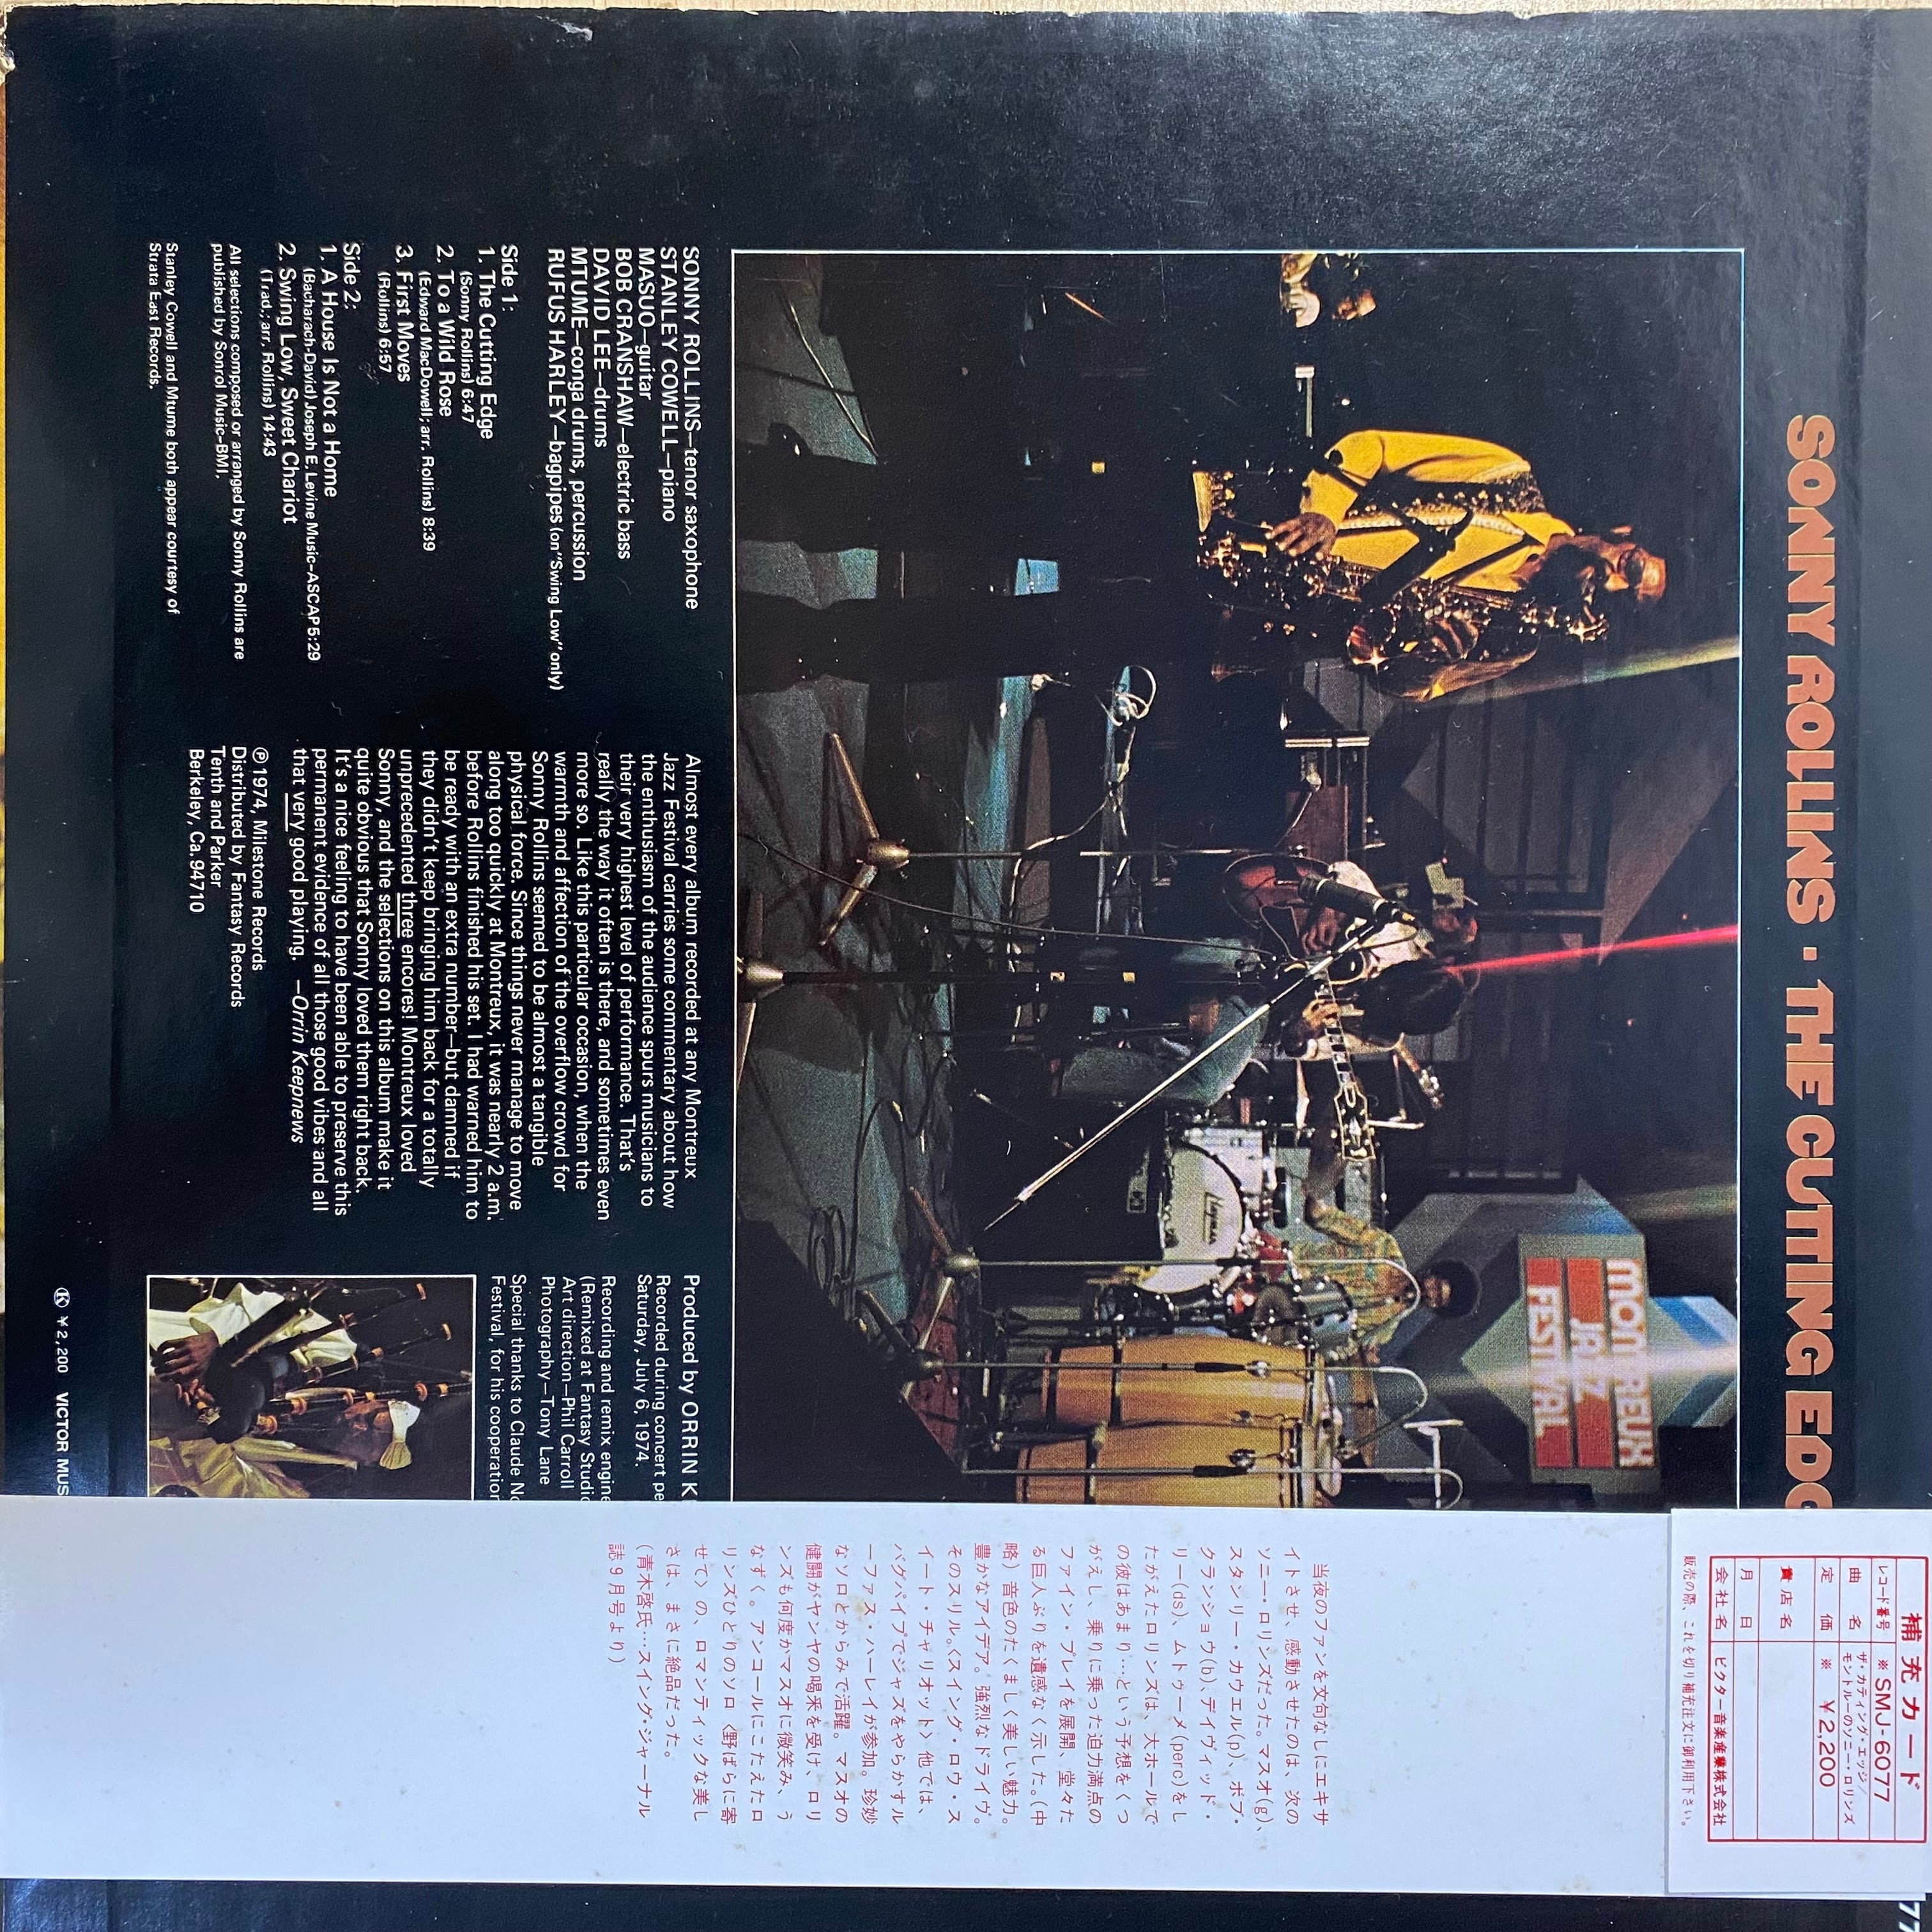 SONNY ROLLINS · THE CUTTING EDG
MONTREUX
JAZZ
FESTIVAL
SONNY ROLLINS—tenor saxophone
STANLEY COWELL—piano
MASUO—guitar
BOB CRANSHAW—electric bass
DAVID LEE—drums
MTUME—conga drums, percussion
RUFUS HARLEY—bagpipes (on "Swing Low" only)
Side 1:
1. The Cutting Edge
(Sonny Rollins) 6:47
2. To a Wild Rose
(Edward MacDowell; arr. Rollins) 8:39
3. First Moves
(Rollins) 6:57
Side 2:
1. A House Is Not a Home
(Bacharach-David) Joseph E. Levine Music-ASCAP 5:29
2. Swing Low, Sweet Chariot
(Trad.; arr. Rollins) 14:43
All selections composed or arranged by Sonny Rollins are
published by Sonrol Music-BMI.
Stanley Cowell and Mtume both appear courtesy of
Strata East Records.
Almost every album recorded at any Montreux
Jazz Festival carries some commentary about how
the enthusiasm of the audience spurs musicians to
their very highest level of performance. That's
really the way it often is there, and sometimes even
more so. Like this particular occasion, when the
warmth and affection of the overflow crowd for
Sonny Rollins seemed to be almost a tangible
physical force. Since things never manage to move
along too quickly at Montreux, it was nearly 2 a.m.
before Rollins finished his set. I had warned him to
be ready with an extra number—but damned if
they didn't keep bringing him back for a totally
unprecedented three encores! Montreux loved
Sonny, and the selections on this album make it
quite obvious that Sonny loved them right back.
It's a nice feeling to have been able to preserve this
permanent evidence of all those good vibes and all
that very good playing. —Orrin Keepnews
℗ 1974, Milestone Records
Distributed by Fantasy Records
Tenth and Parker
Berkeley, Ca. 94710
Produced by ORRIN K
Recorded during concert pe
Saturday, July 6, 1974.
Recording and remix engine
(Remixed at Fantasy Studio
Art direction—Phil Carroll
Photography—Tony Lane
Special thanks to Claude No
Festival, for his cooperation
Ⓚ ¥2,200 VICTOR MUS
補充カード
レコード番号 ※ SMJ-6077
曲名 ザ・カティング・エッジ/
モントルーのソニー・ロリンズ
定価 ※ ¥2,200
貴店名
月 日
会社名 ビクター音楽産業株式会社
販売の際、これを切り補充注文に御利用下さい。
当夜のファンを文句なしにエキサ
イトさせ、感動させたのは、次の
ソニー・ロリンズだった。マスオ(g)、
スタンリー・カウエル(p)、ボブ・
クランショウ(b)、デイヴィッド・
リー(ds)、ムトゥーメ(perc)をし
たがえたロリンズは、大ホールで
の彼はあまり…という予想をくつ
がえし、乗りに乗った迫力満点の
ファイン・プレイを展開、堂々た
る巨人ぶりを遺感なく示した。(中
略)音色のたくましく美しい魅力。
豊かなアイデア。強烈なドライヴ。
そのスリル。〈スイング・ロウ・ス
イート・チャリオット〉他では、
バグパイプでジャズをやらかすル
ーファス・ハーレイが参加。珍妙
なソロとからみで活躍。マスオの
健闘がヤンヤの喝采を受け、ロリ
ンズも何度かマスオに微笑み、う
なずく。アンコールにこたえたロ
リンズひとりのソロ〈野ばらに寄
せて〉の、ロマンティックな美し
さは、まさに絶品だった。
(青木啓氏…スイング・ジャーナル
誌9月号より)
77